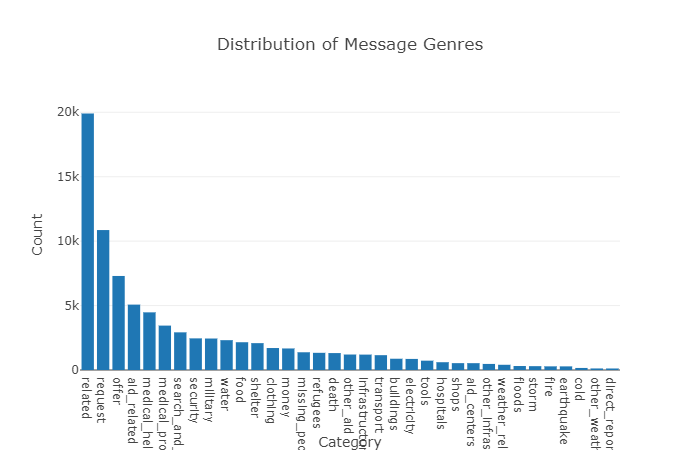 Distribution of Message Genres
20k
15k
10k
5k
0
Count
related
request
offer
aid_related
medical_hel
medical_pro
search_and_
security
military
water
food
shelter
clothing
money
missing_peo
refugees
death
other_aid
infrastructur
transport
buildings
electricity
tools
hospitals
shops
aid_centers
other_infras
weather_rel
floods
storm
fire
earthquake
cold
other_weath
direct_repor
Category